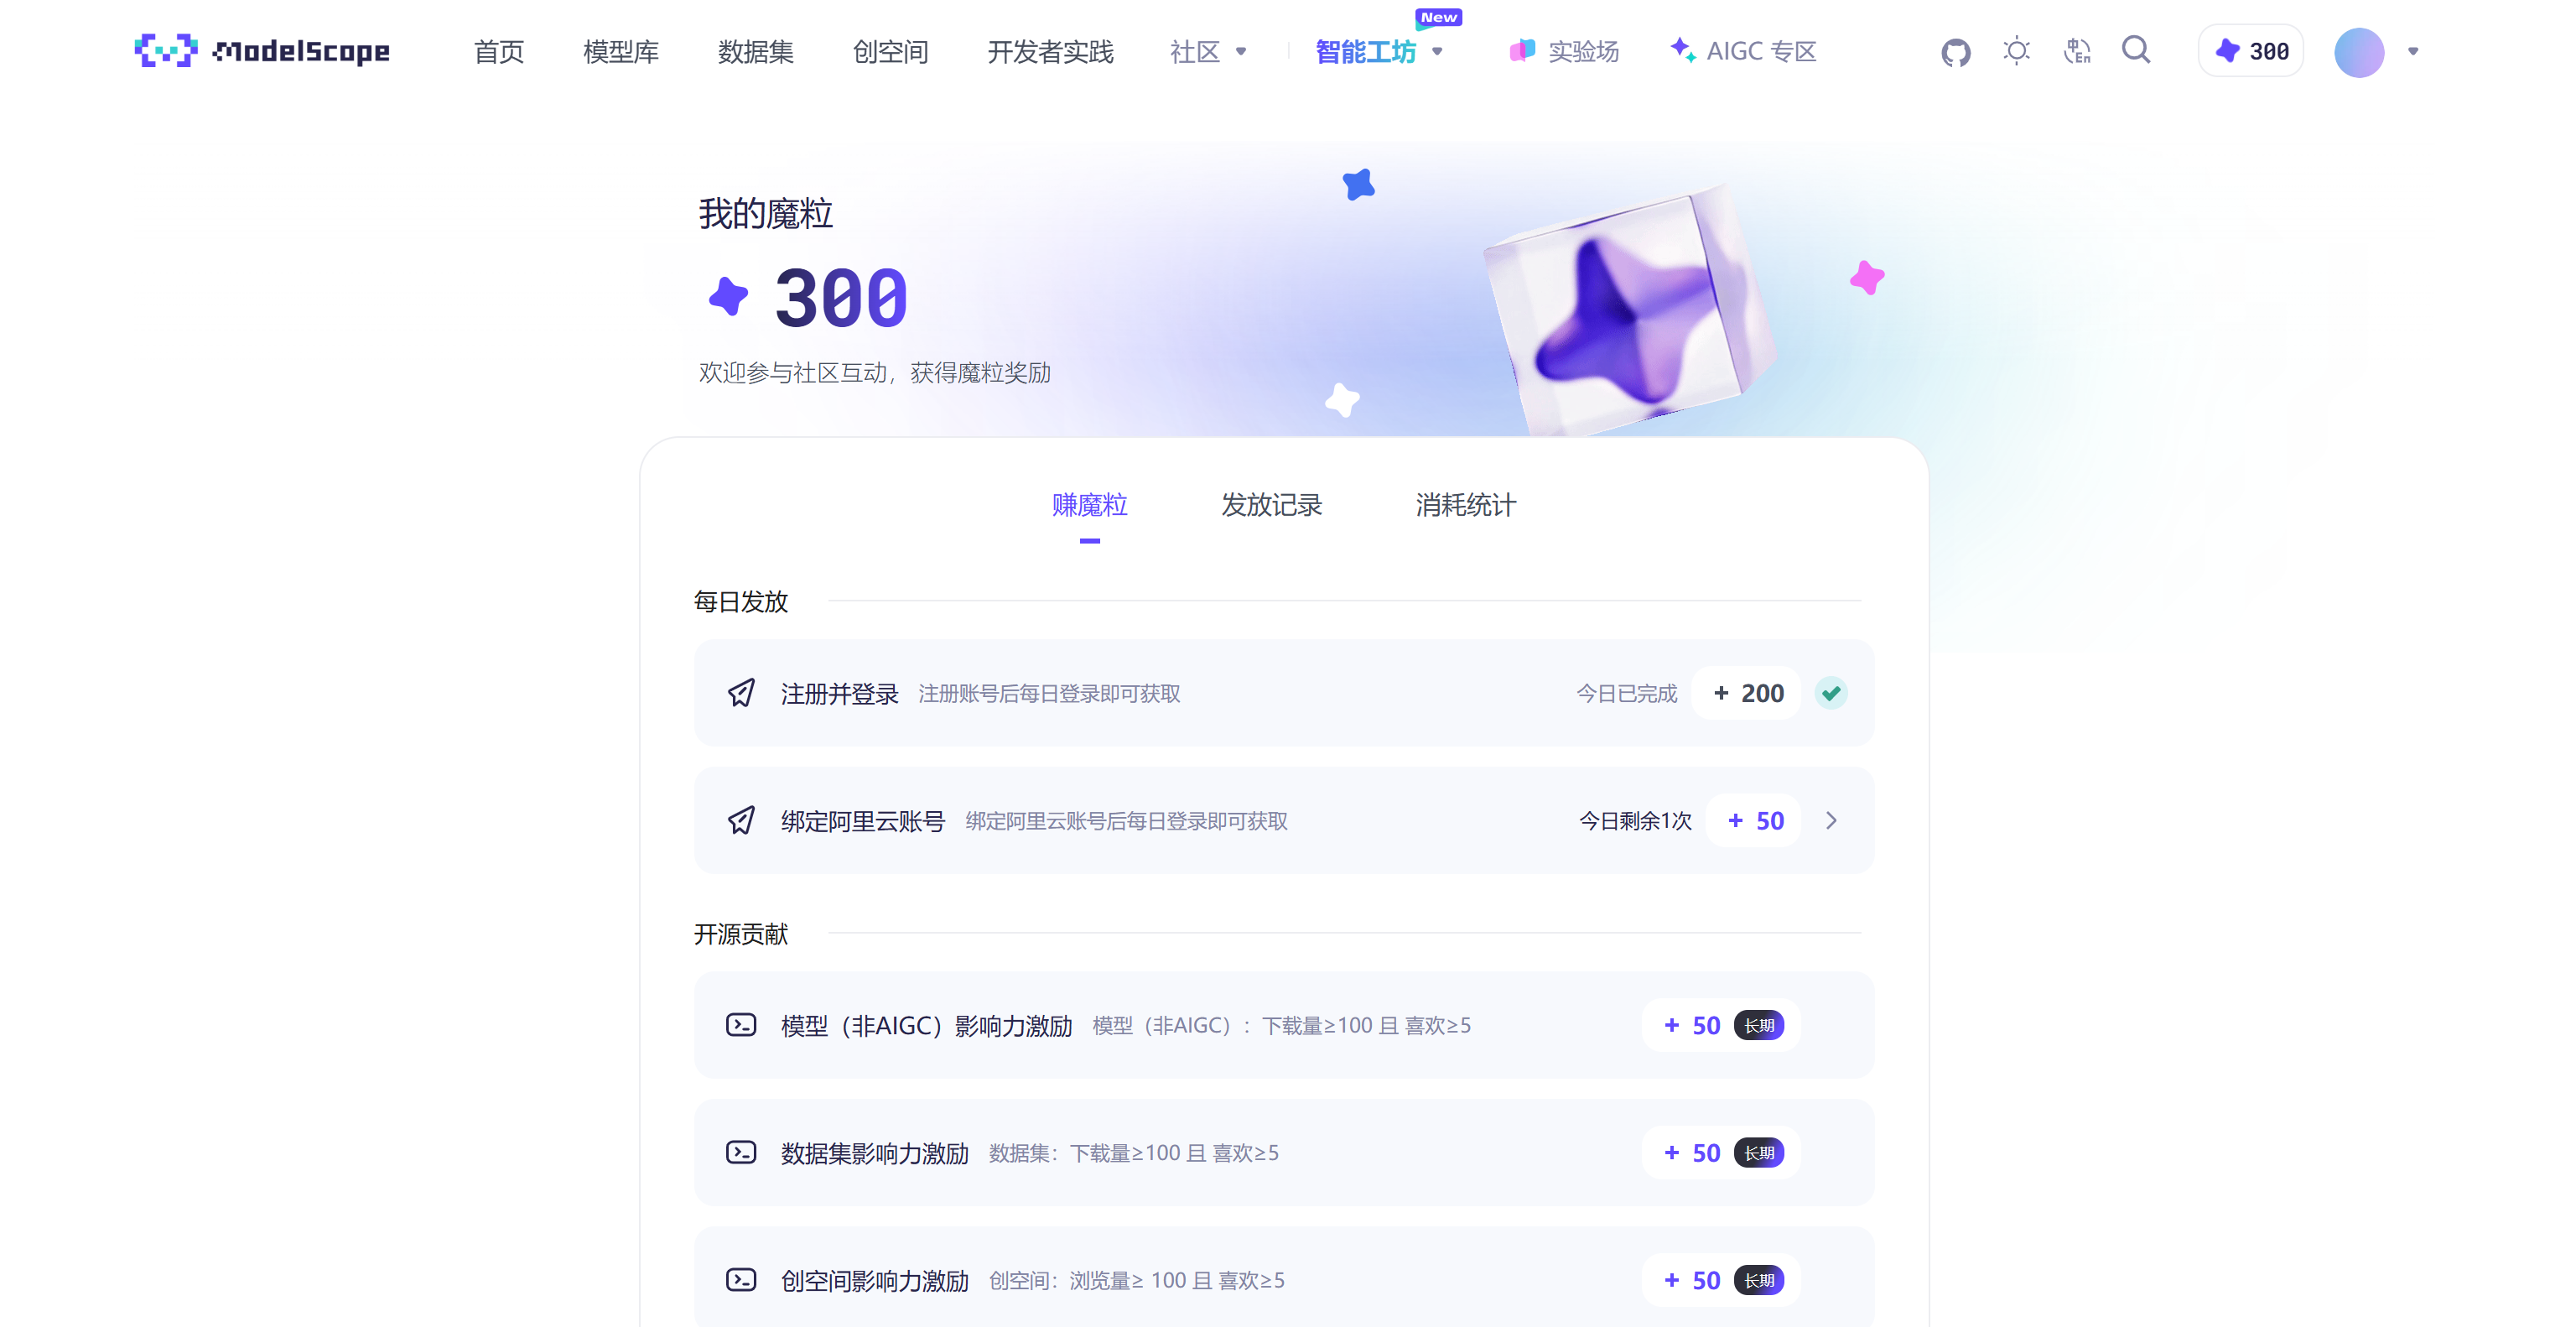 ModelScope 首页 模型库 数据集 创空间 开发者实践 社区 智能工坊 New 实验场 AIGC 专区 中 En 300
我的魔粒
300
欢迎参与社区互动，获得魔粒奖励
赚魔粒 发放记录 消耗统计
每日发放
注册并登录 注册账号后每日登录即可获取 今日已完成 + 200
绑定阿里云账号 绑定阿里云账号后每日登录即可获取 今日剩余1次 + 50
开源贡献
模型（非AIGC）影响力激励 模型（非AIGC）：下载量≥100 且 喜欢≥5 + 50 长期
数据集影响力激励 数据集：下载量≥100 且 喜欢≥5 + 50 长期
创空间影响力激励 创空间：浏览量≥ 100 且 喜欢≥5 + 50 长期